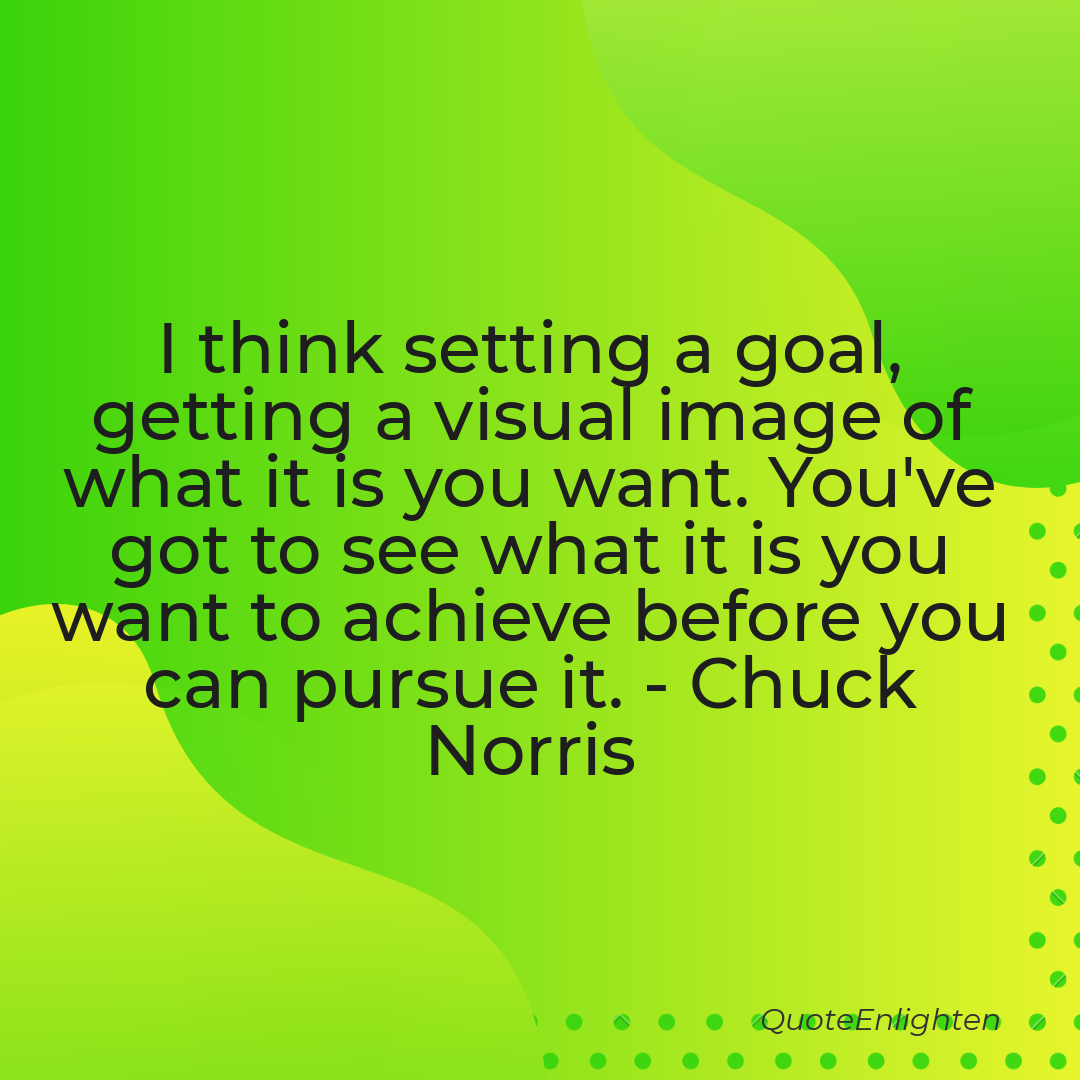 I think setting a goal,
getting a visual image of
what it is you want. You've
got to see what it is you
want to achieve before you
can pursue it. - Chuck
Norris
QuoteEnlighten